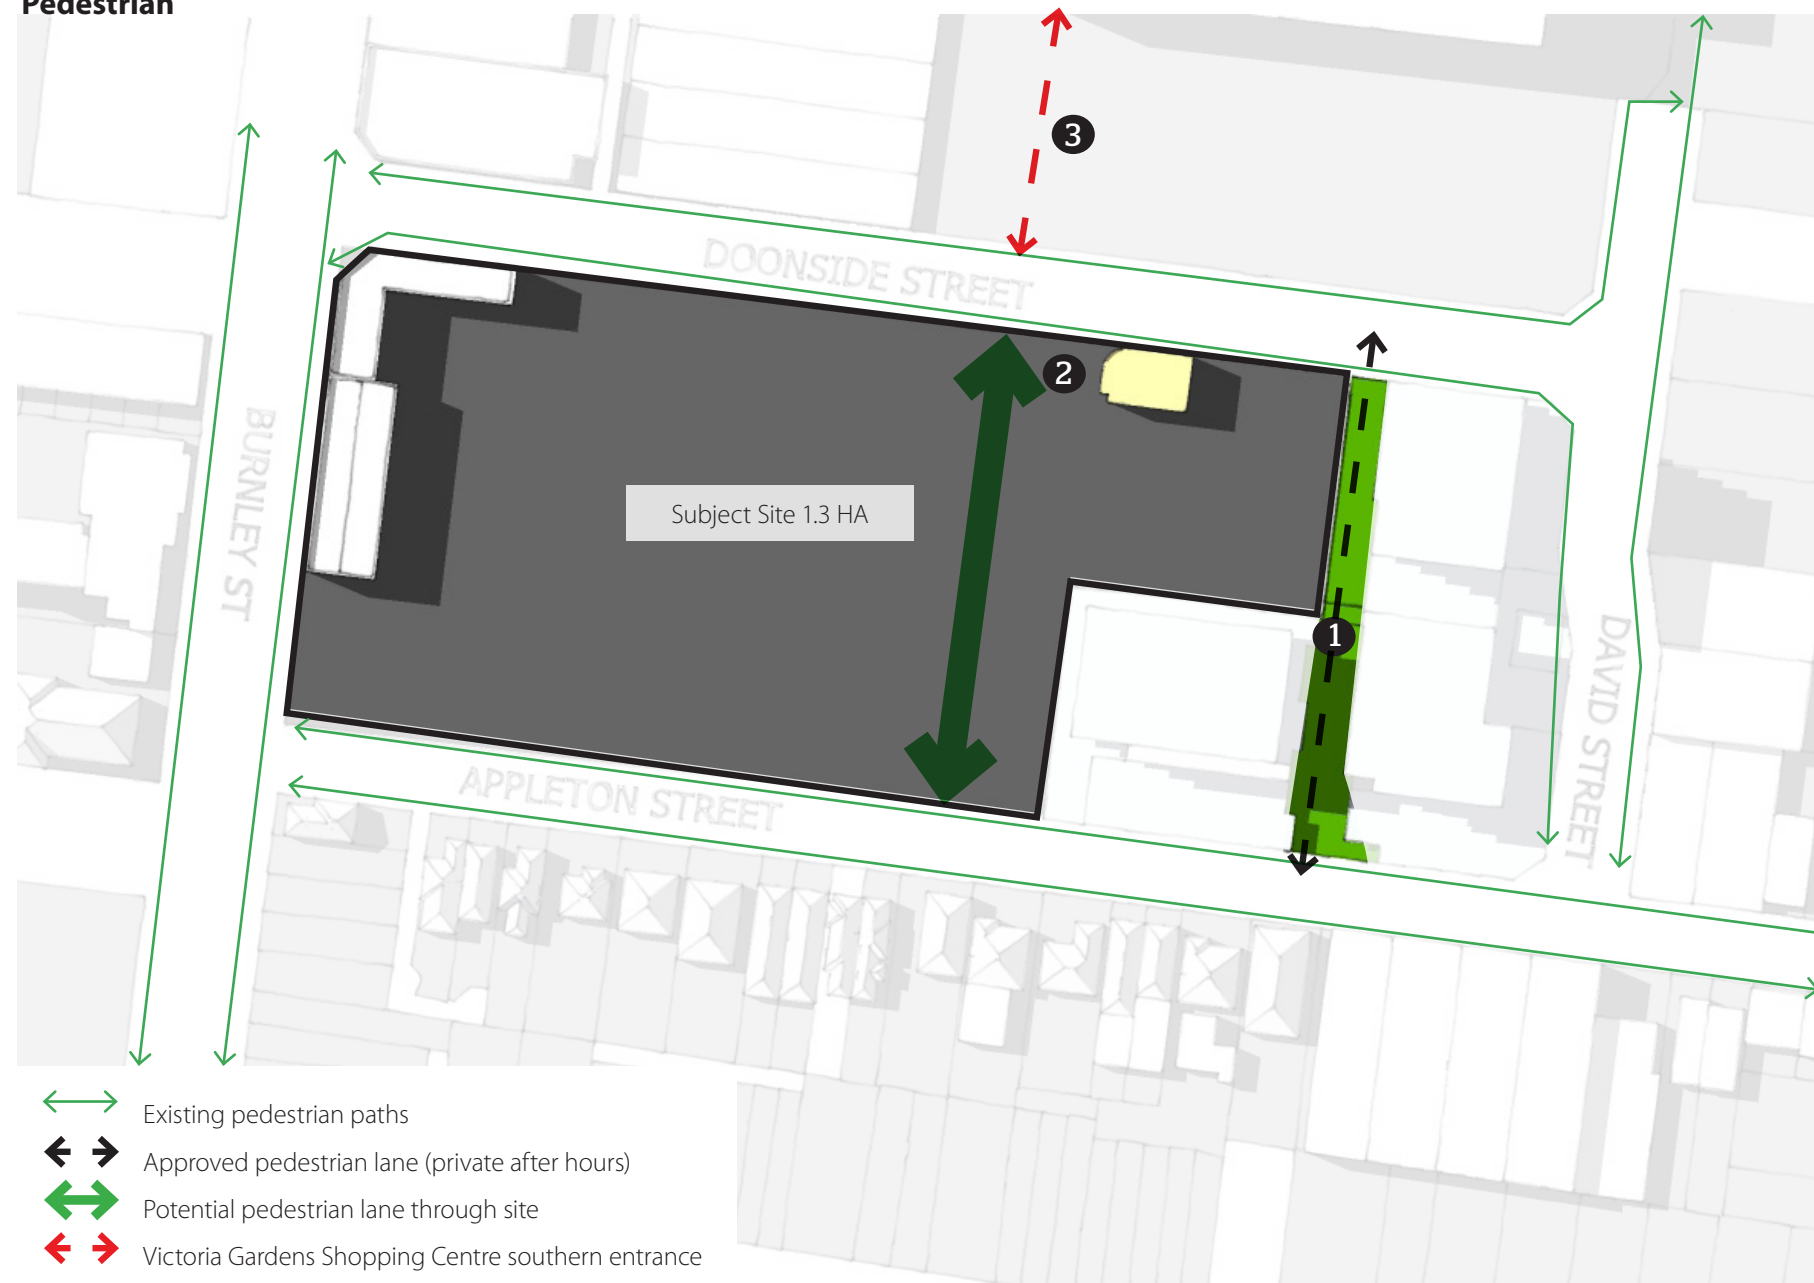 Pedestrian
3
DOONSIDE STREET
2
Subject Site 1.3 HA
BURNLEY ST
1
DAVID STREET
APPLETON STREET
Existing pedestrian paths
Approved pedestrian lane (private after hours)
Potential pedestrian lane through site
Victoria Gardens Shopping Centre southern entrance